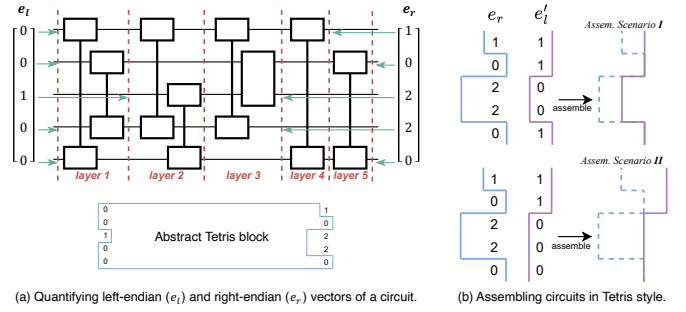 e_l
0
0
1
0
0
layer 1
layer 2
layer 3
layer 4
layer 5
e_r
1
0
2
2
0
0
0
1
0
0
Abstract Tetris block
1
0
2
2
0
(a) Quantifying left-endian (e_l) and right-endian (e_r) vectors of a circuit.
e_r
e'_l
Assem. Scenario I
1 1
0 1
2 0
2 0
0 1
assemble
Assem. Scenario II
1 1
0 1
2 0
2 0
0 0
assemble
(b) Assembling circuits in Tetris style.